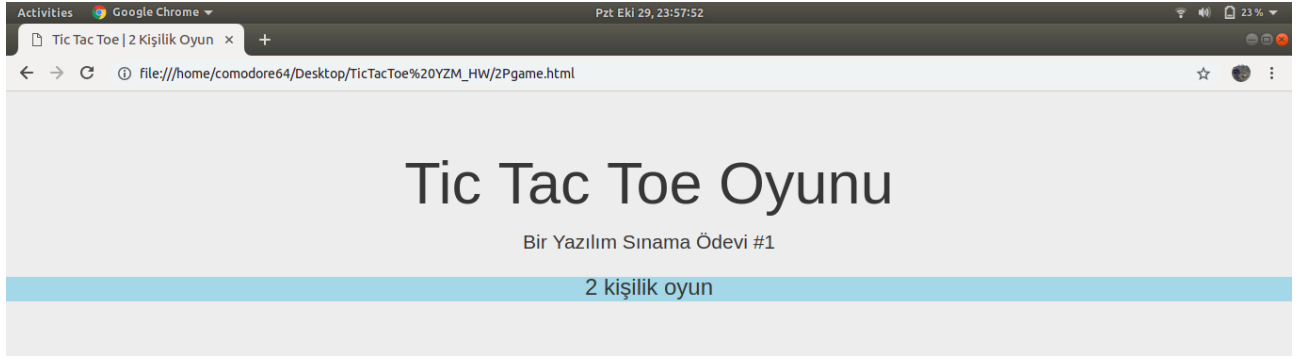 Activities Google Chrome Pzt Eki 29, 23:57:52 23 %
Tic Tac Toe | 2 Kişilik Oyun
file:///home/comodore64/Desktop/TicTacToe%20YZM_HW/2Pgame.html
Tic Tac Toe Oyunu
Bir Yazılım Sınama Ödevi #1
2 kişilik oyun